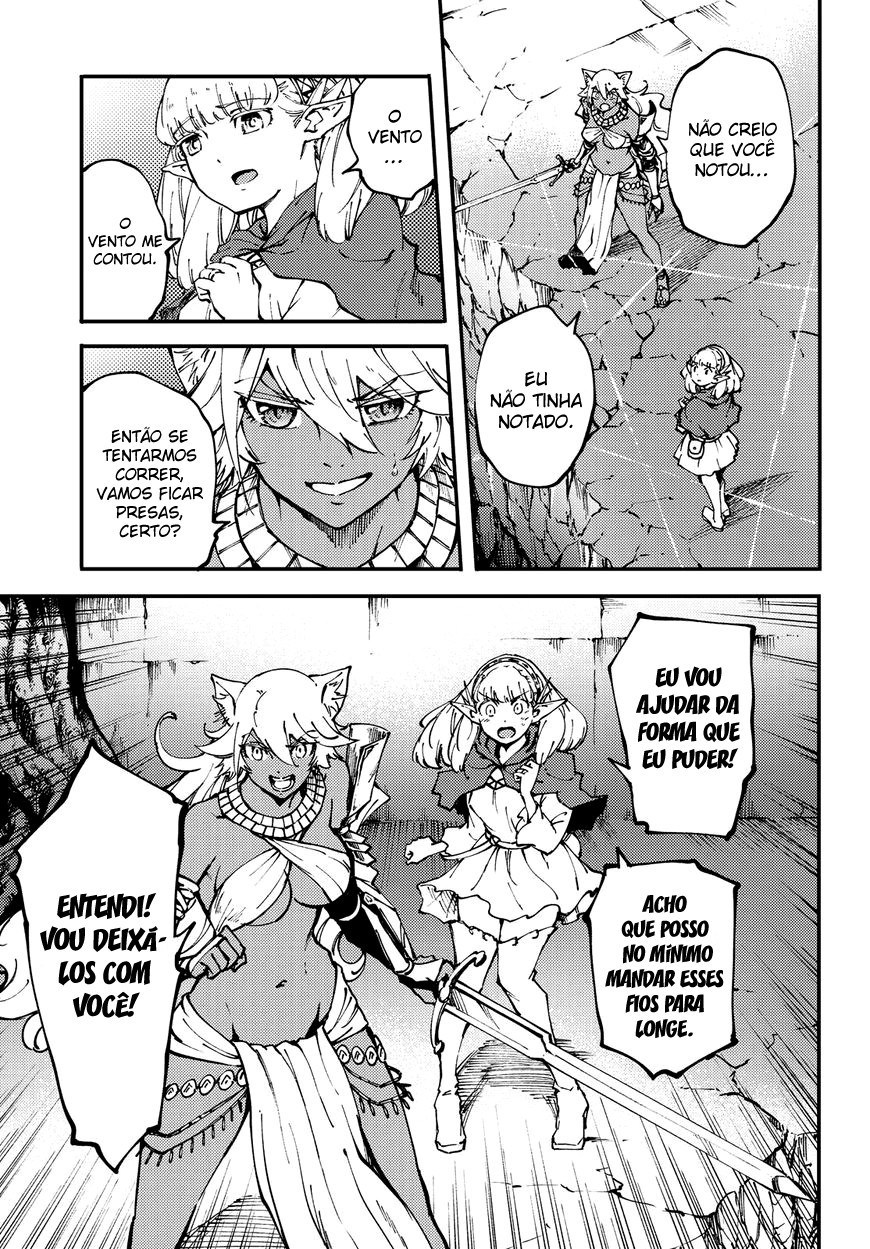 NÃO CREIO
QUE VOCÊ
NOTOU...
EU
NÃO TINHA
NOTADO.
O
VENTO
...
O
VENTO ME
CONTOU.
ENTÃO SE
TENTARMOS
CORRER,
VAMOS FICAR
PRESAS,
CERTO?
EU VOU
AJUDAR DA
FORMA QUE
EU PUDER!
ACHO
QUE POSSO
NO MÍNIMO
MANDAR ESSES
FIOS PARA
LONGE.
ENTENDI!
VOU DEIXÁ-
LOS COM
VOCÊ!